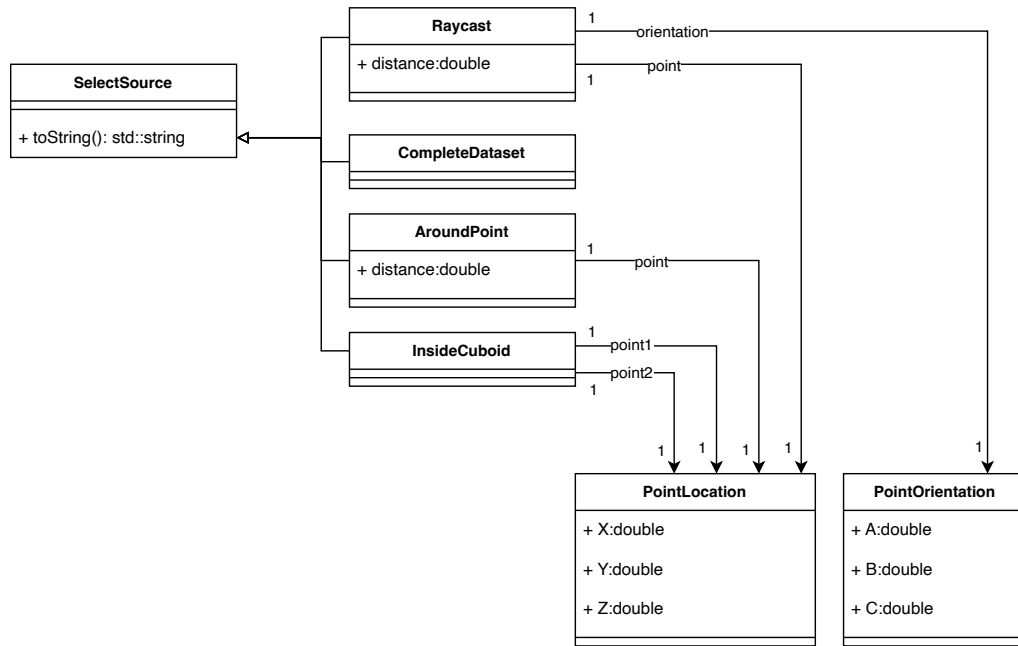 Raycast
+ distance:double
1
orientation
point
1
SelectSource
+ toString(): std::string
CompleteDataset
AroundPoint
+ distance:double
1
point
InsideCuboid
1
point1
point2
1
1
1
1
1
1
PointLocation
+ X:double
+ Y:double
+ Z:double
PointOrientation
+ A:double
+ B:double
+ C:double